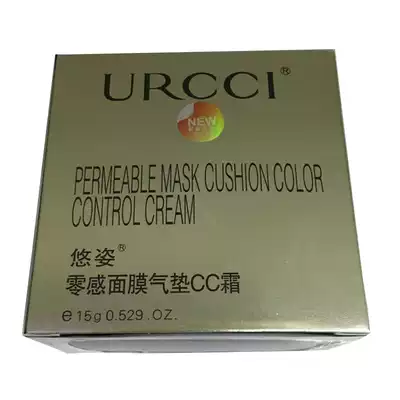 URCCI®
NEW
PERMEABLE MASK CUSHION COLOR
CONTROL CREAM
悠姿®
零感面膜气垫CC霜
e 15g 0.529 .OZ.